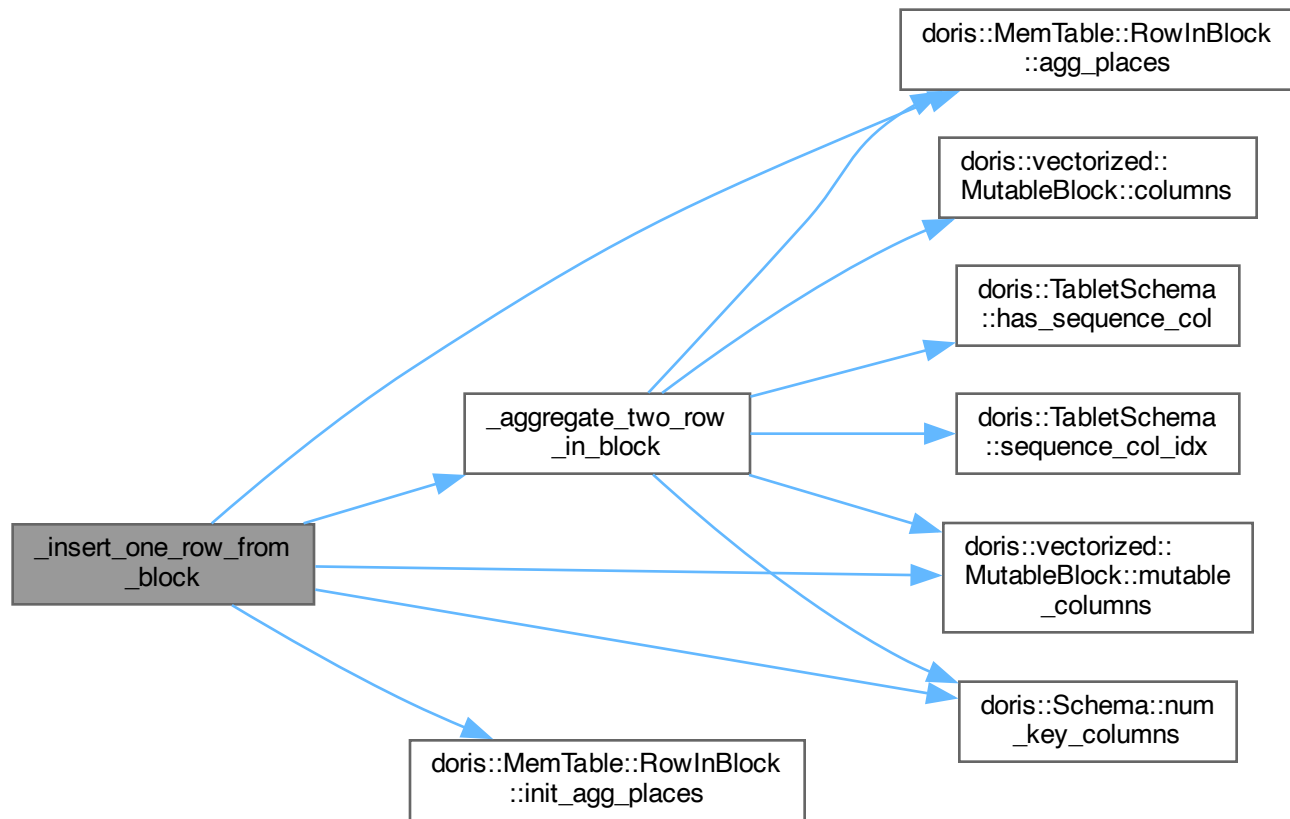 doris::MemTable::RowInBlock
::agg_places
doris::vectorized::
MutableBlock::columns
doris::TabletSchema
::has_sequence_col
_aggregate_two_row
_in_block
doris::TabletSchema
::sequence_col_idx
_insert_one_row_from
_block
doris::vectorized::
MutableBlock::mutable
_columns
doris::Schema::num
_key_columns
doris::MemTable::RowInBlock
::init_agg_places